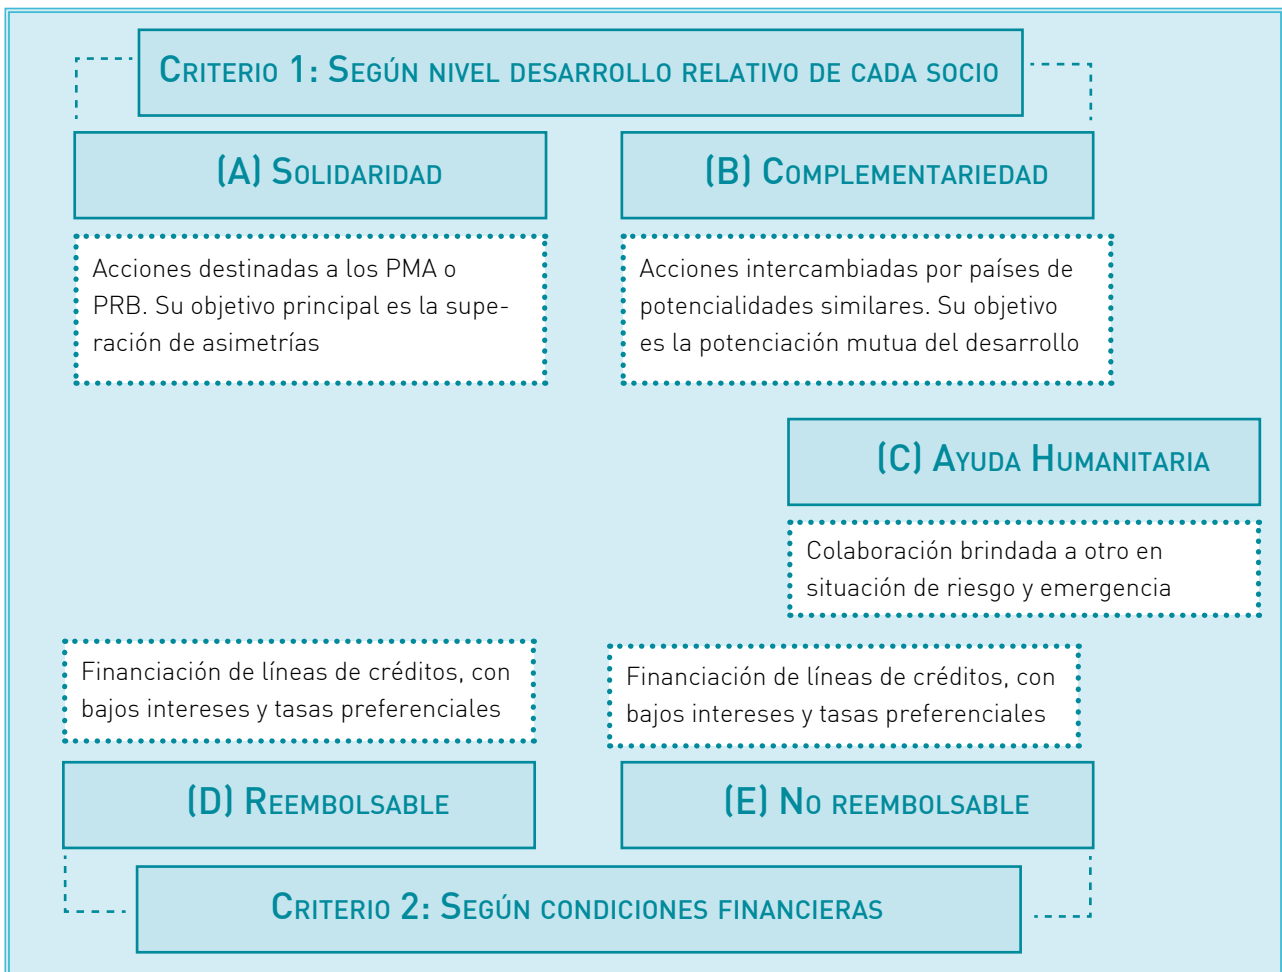 Criterio 1: Según nivel desarrollo relativo de cada socio
(A) Solidaridad
Acciones destinadas a los PMA o
PRB. Su objetivo principal es la supe-
ración de asimetrías
(B) Complementariedad
Acciones intercambiadas por países de
potencialidades similares. Su objetivo
es la potenciación mutua del desarrollo
(C) Ayuda Humanitaria
Colaboración brindada a otro en
situación de riesgo y emergencia
Financiación de líneas de créditos, con
bajos intereses y tasas preferenciales
(D) Reembolsable
Financiación de líneas de créditos, con
bajos intereses y tasas preferenciales
(E) No reembolsable
Criterio 2: Según condiciones financieras